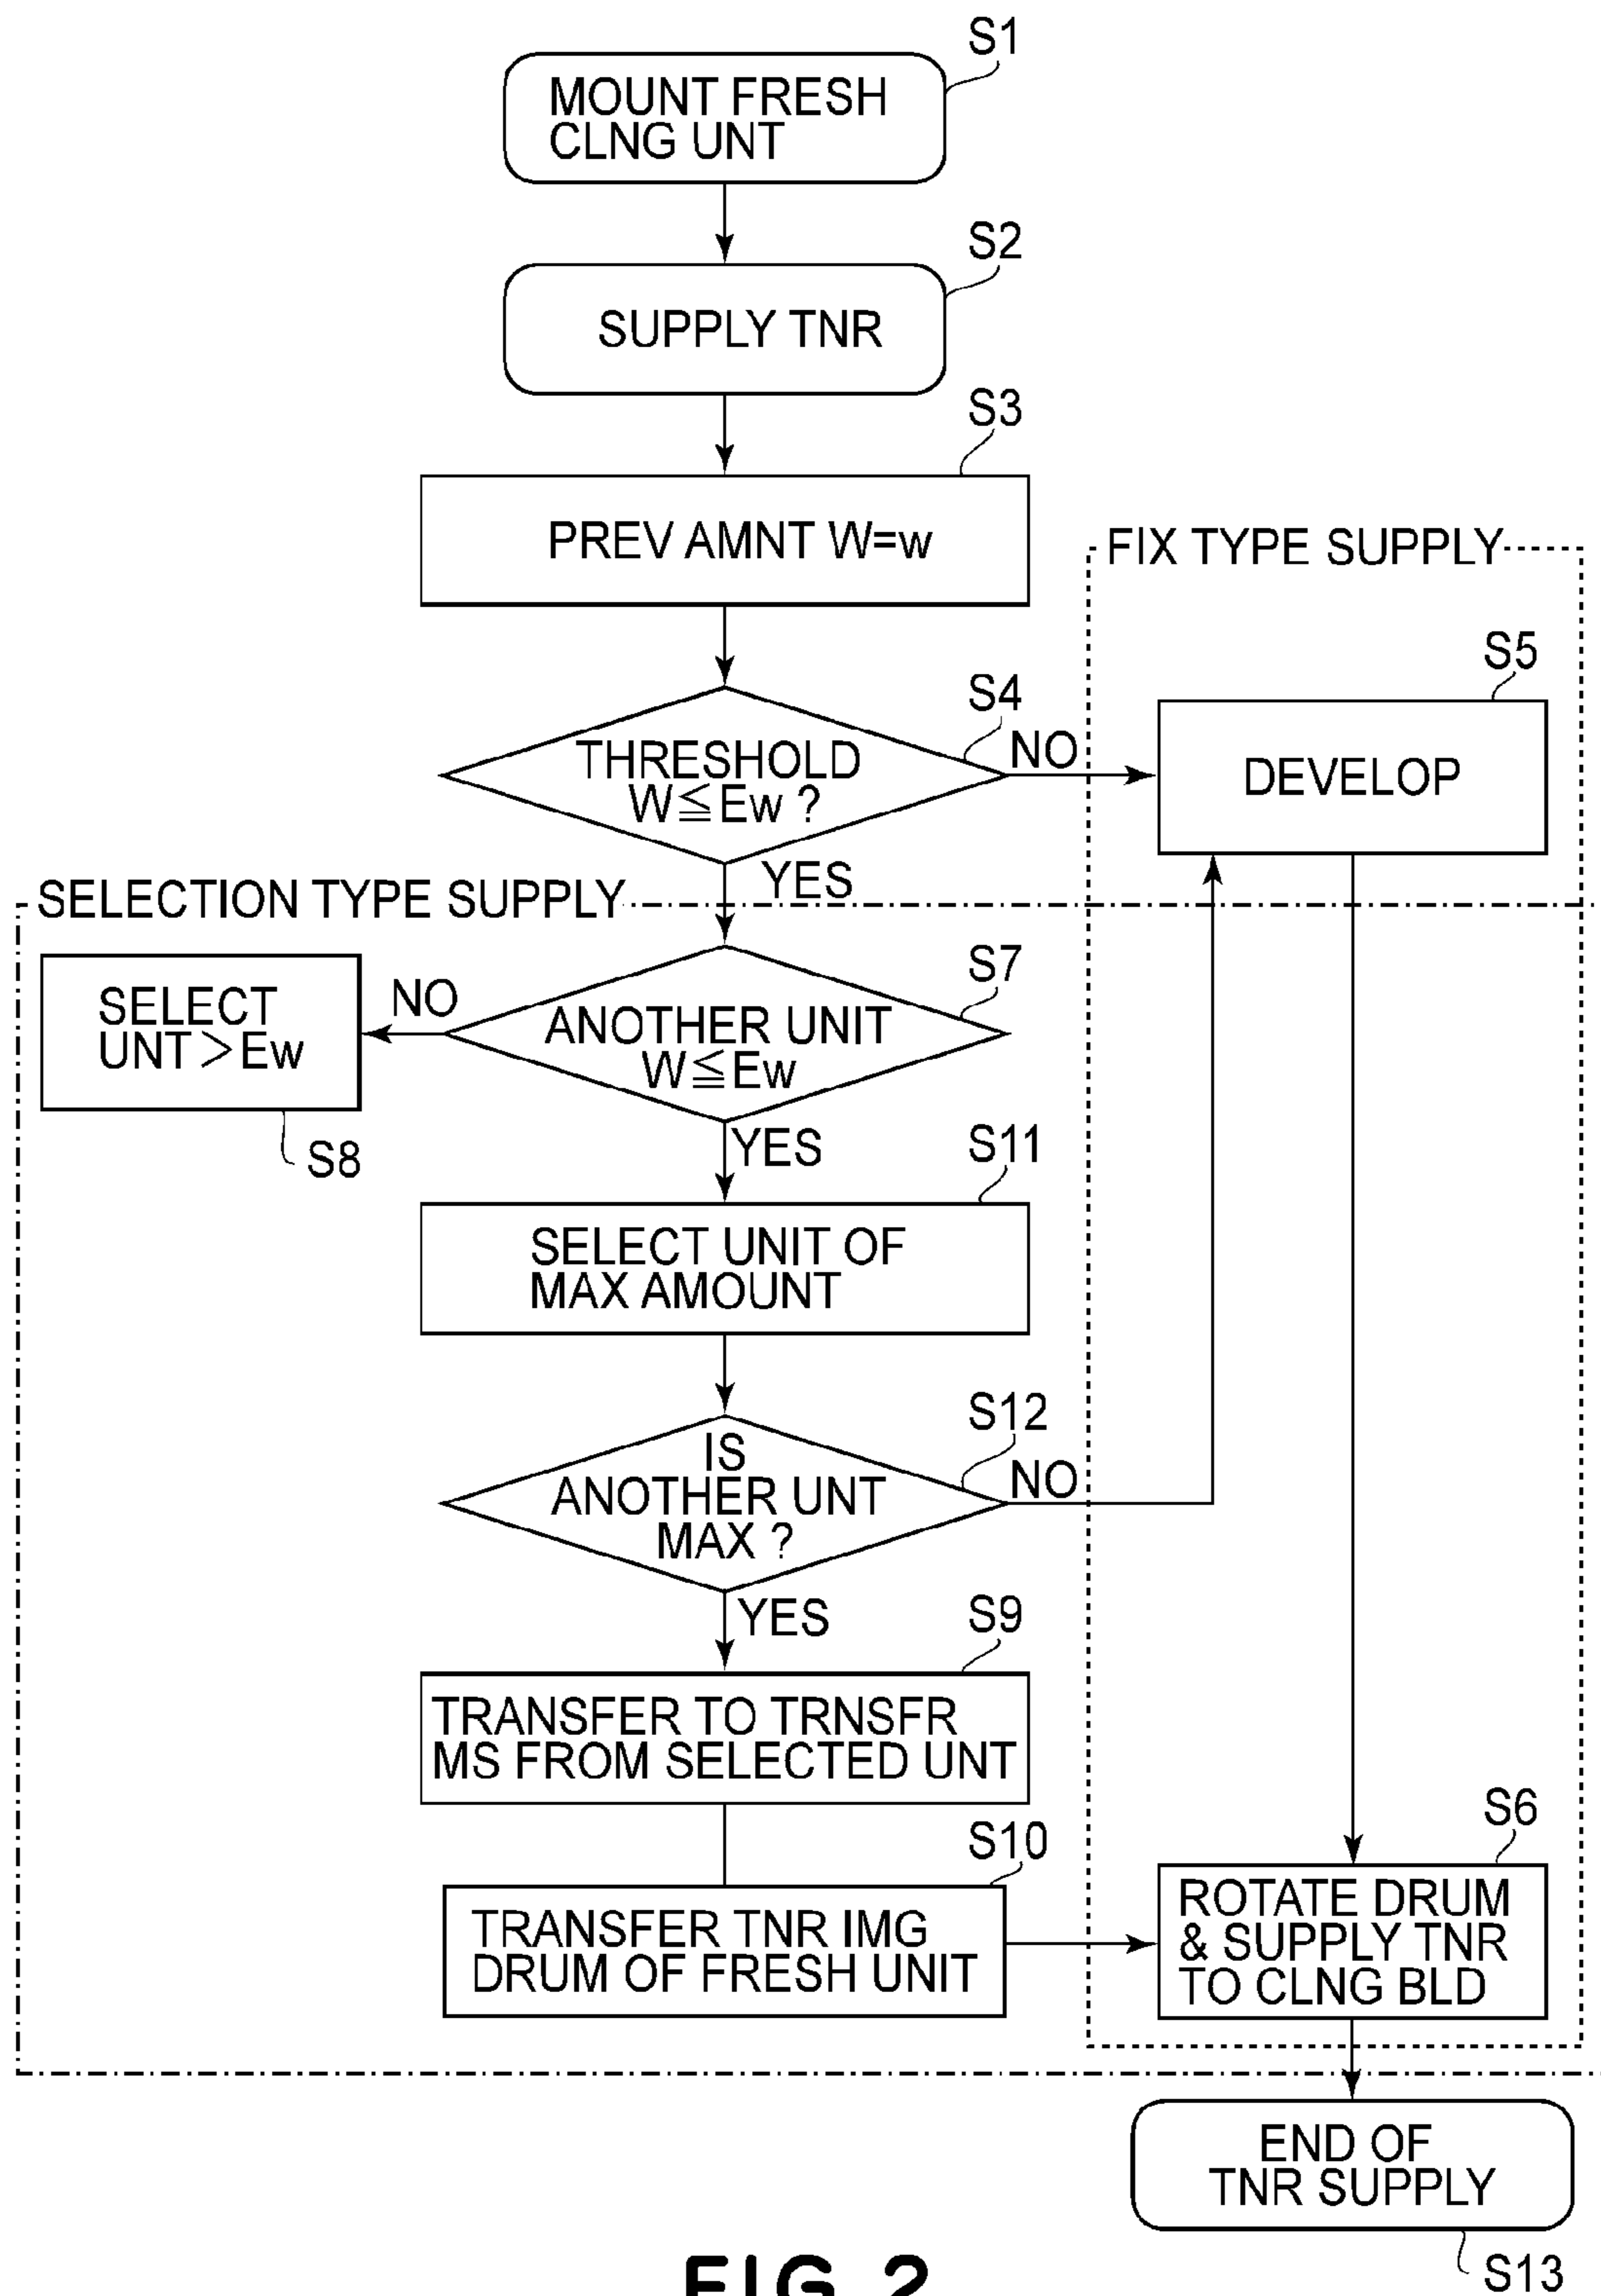 S1
MOUNT FRESH
CLNG UNT
S2
SUPPLY TNR
S3
PREV AMNT W=w
FIX TYPE SUPPLY
S5
DEVELOP
S4
THRESHOLD
W≦Ew ?
NO
YES
SELECTION TYPE SUPPLY
S7
ANOTHER UNIT
W≦Ew
NO
SELECT
UNT >Ew
S8
YES
S11
SELECT UNIT OF
MAX AMOUNT
S12
IS
ANOTHER UNT
MAX ?
NO
YES
S9
TRANSFER TO TRNSFR
MS FROM SELECTED UNT
S10
TRANSFER TNR IMG
DRUM OF FRESH UNIT
S6
ROTATE DRUM
& SUPPLY TNR
TO CLNG BLD
END OF
TNR SUPPLY
S13
FIG. 2